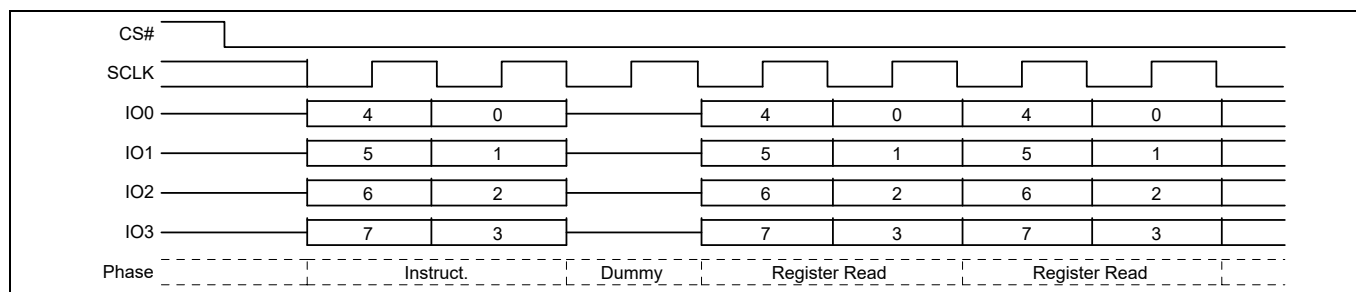 CS#
SCLK
IO0 4 0 4 0 4 0
IO1 5 1 5 1 5 1
IO2 6 2 6 2 6 2
IO3 7 3 7 3 7 3
Phase Instruct. Dummy Register Read Register Read